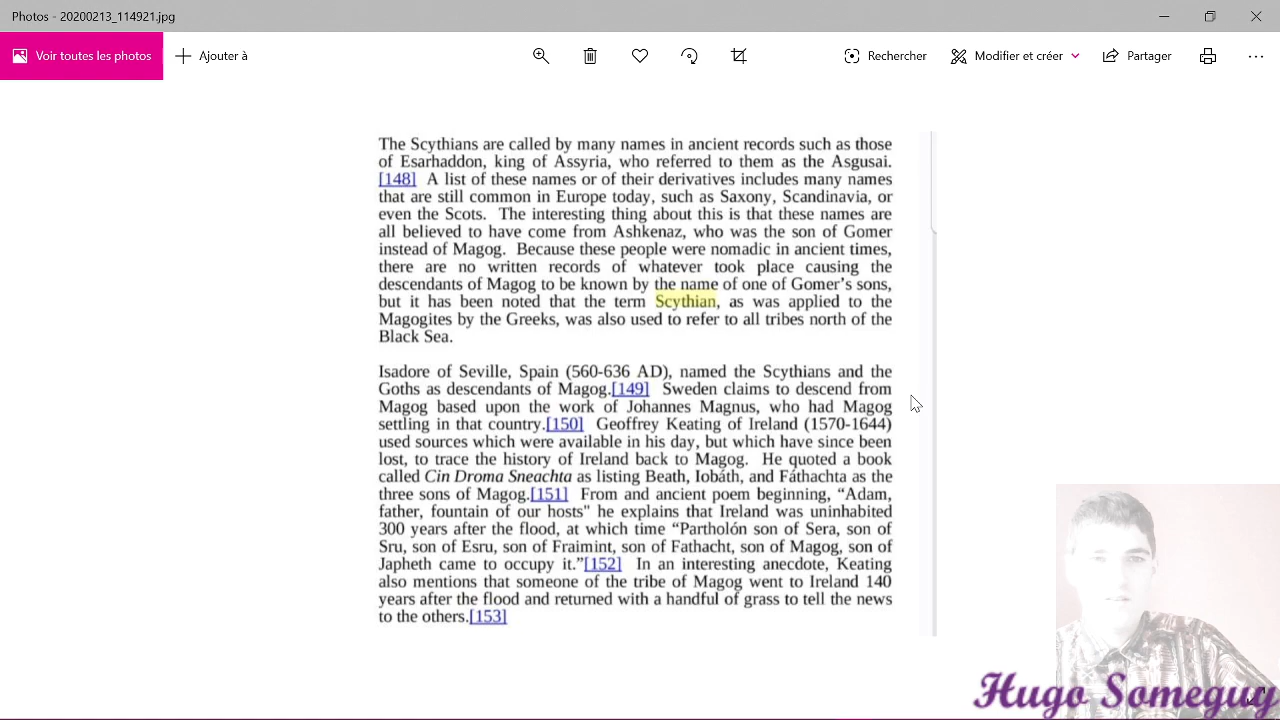 Photos - 20200213_114921.jpg
Voir toutes les photos
Ajouter à
Rechercher
Modifier et créer
Partager
The Scythians are called by many names in ancient records such as those
of Esarhaddon, king of Assyria, who referred to them as the Asgusai.
[148] A list of these names or of their derivatives includes many names
that are still common in Europe today, such as Saxony, Scandinavia, or
even the Scots. The interesting thing about this is that these names are
all believed to have come from Ashkenaz, who was the son of Gomer
instead of Magog. Because these people were nomadic in ancient times,
there are no written records of whatever took place causing the
descendants of Magog to be known by the name of one of Gomer's sons,
but it has been noted that the term Scythian, as was applied to the
Magogites by the Greeks, was also used to refer to all tribes north of the
Black Sea.
Isadore of Seville, Spain (560-636 AD), named the Scythians and the
Goths as descendants of Magog.[149] Sweden claims to descend from
Magog based upon the work of Johannes Magnus, who had Magog
settling in that country.[150] Geoffrey Keating of Ireland (1570-1644)
used sources which were available in his day, but which have since been
lost, to trace the history of Ireland back to Magog. He quoted a book
called Cin Droma Sneachta as listing Beath, Iobáth, and Fáthachta as the
three sons of Magog.[151] From and ancient poem beginning, “Adam,
father, fountain of our hosts" he explains that Ireland was uninhabited
300 years after the flood, at which time “Partholón son of Sera, son of
Sru, son of Esru, son of Fraimint, son of Fathacht, son of Magog, son of
Japheth came to occupy it.”[152] In an interesting anecdote, Keating
also mentions that someone of the tribe of Magog went to Ireland 140
years after the flood and returned with a handful of grass to tell the news
to the others.[153]
Hugo Someguy